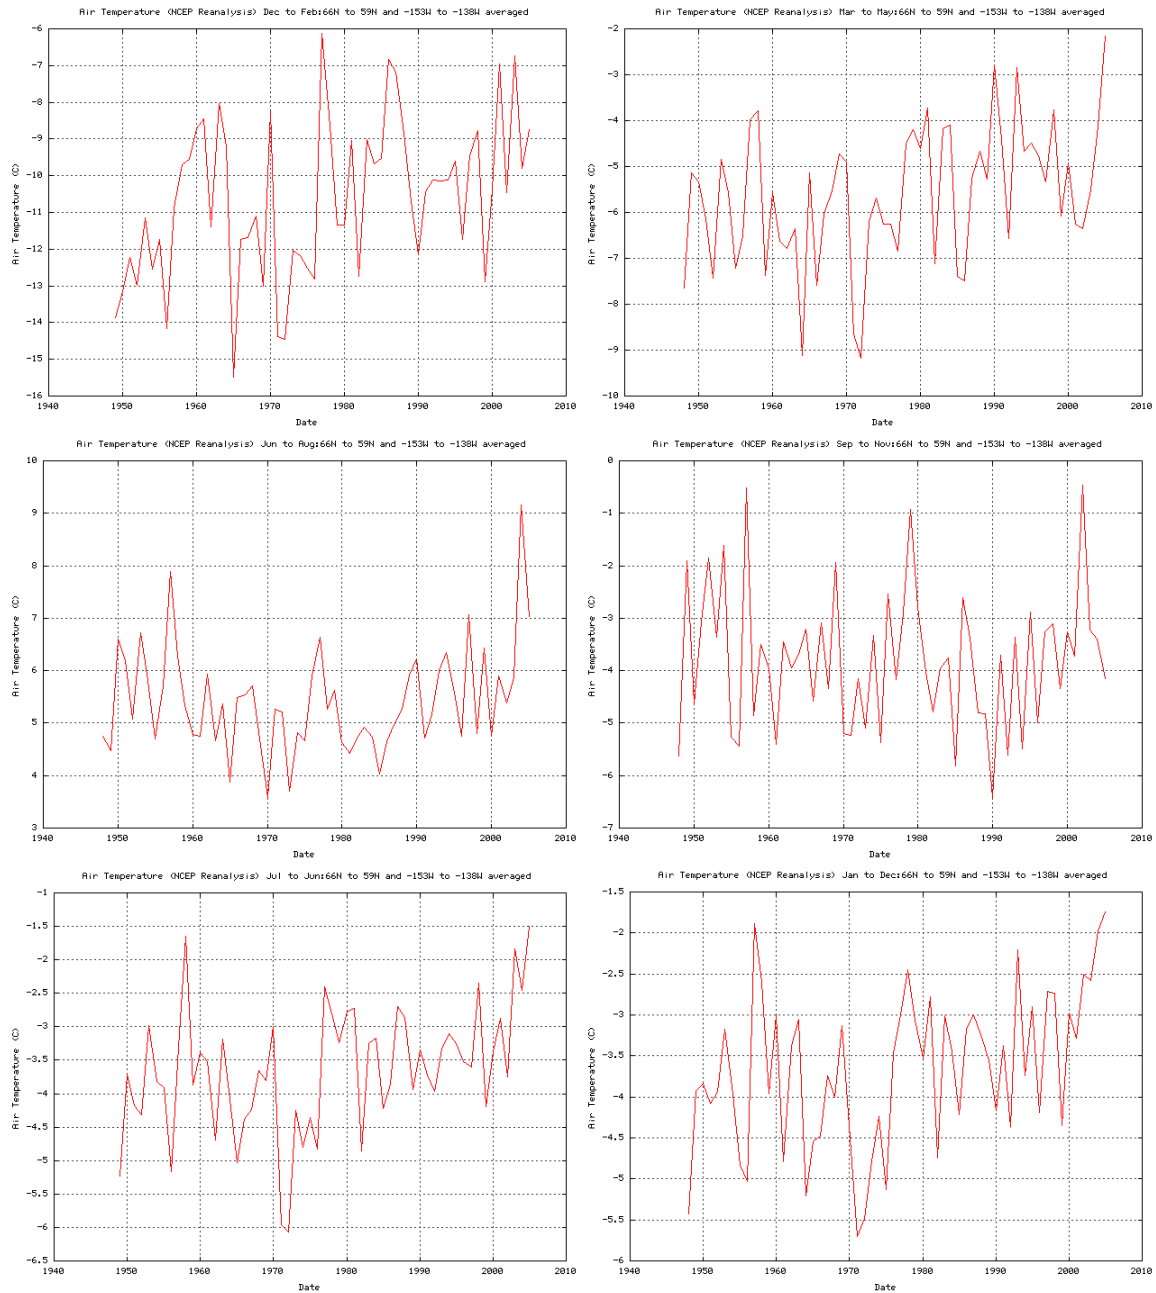 Air Temperature (NCEP Reanalysis) Dec to Feb:66N to 59N and -153W to -138W averaged
-6
-7
-8
-9
-10
-11
-12
-13
-14
-15
-16
Air Temperature (C)
1940 1950 1960 1970 1980 1990 2000 2010
Date
Air Temperature (NCEP Reanalysis) Mar to May:66N to 59N and -153W to -138W averaged
-2
-3
-4
-5
-6
-7
-8
-9
-10
Air Temperature (C)
1940 1950 1960 1970 1980 1990 2000 2010
Date
Air Temperature (NCEP Reanalysis) Jun to Aug:66N to 59N and -153W to -138W averaged
10
9
8
7
6
5
4
3
Air Temperature (C)
1940 1950 1960 1970 1980 1990 2000 2010
Date
Air Temperature (NCEP Reanalysis) Sep to Nov:66N to 59N and -153W to -138W averaged
0
-1
-2
-3
-4
-5
-6
-7
Air Temperature (C)
1940 1950 1960 1970 1980 1990 2000 2010
Date
Air Temperature (NCEP Reanalysis) Jul to Jun:66N to 59N and -153W to -138W averaged
-1
-1.5
-2
-2.5
-3
-3.5
-4
-4.5
-5
-5.5
-6
-6.5
Air Temperature (C)
1940 1950 1960 1970 1980 1990 2000 2010
Date
Air Temperature (NCEP Reanalysis) Jan to Dec:66N to 59N and -153W to -138W averaged
-1.5
-2
-2.5
-3
-3.5
-4
-4.5
-5
-5.5
-6
Air Temperature (C)
1940 1950 1960 1970 1980 1990 2000 2010
Date